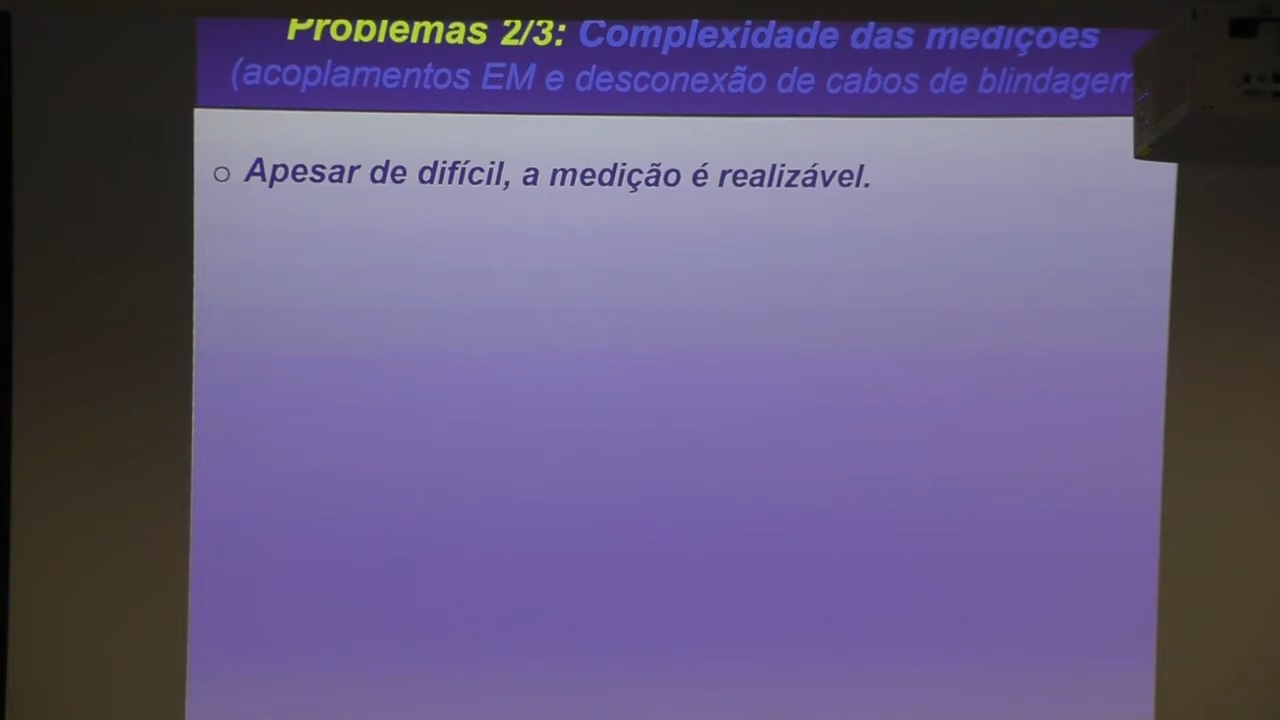 Problemas 2/3: Complexidade das medições
(acoplamentos EM e desconexão de cabos de blindagem
○ Apesar de difícil, a medição é realizável.